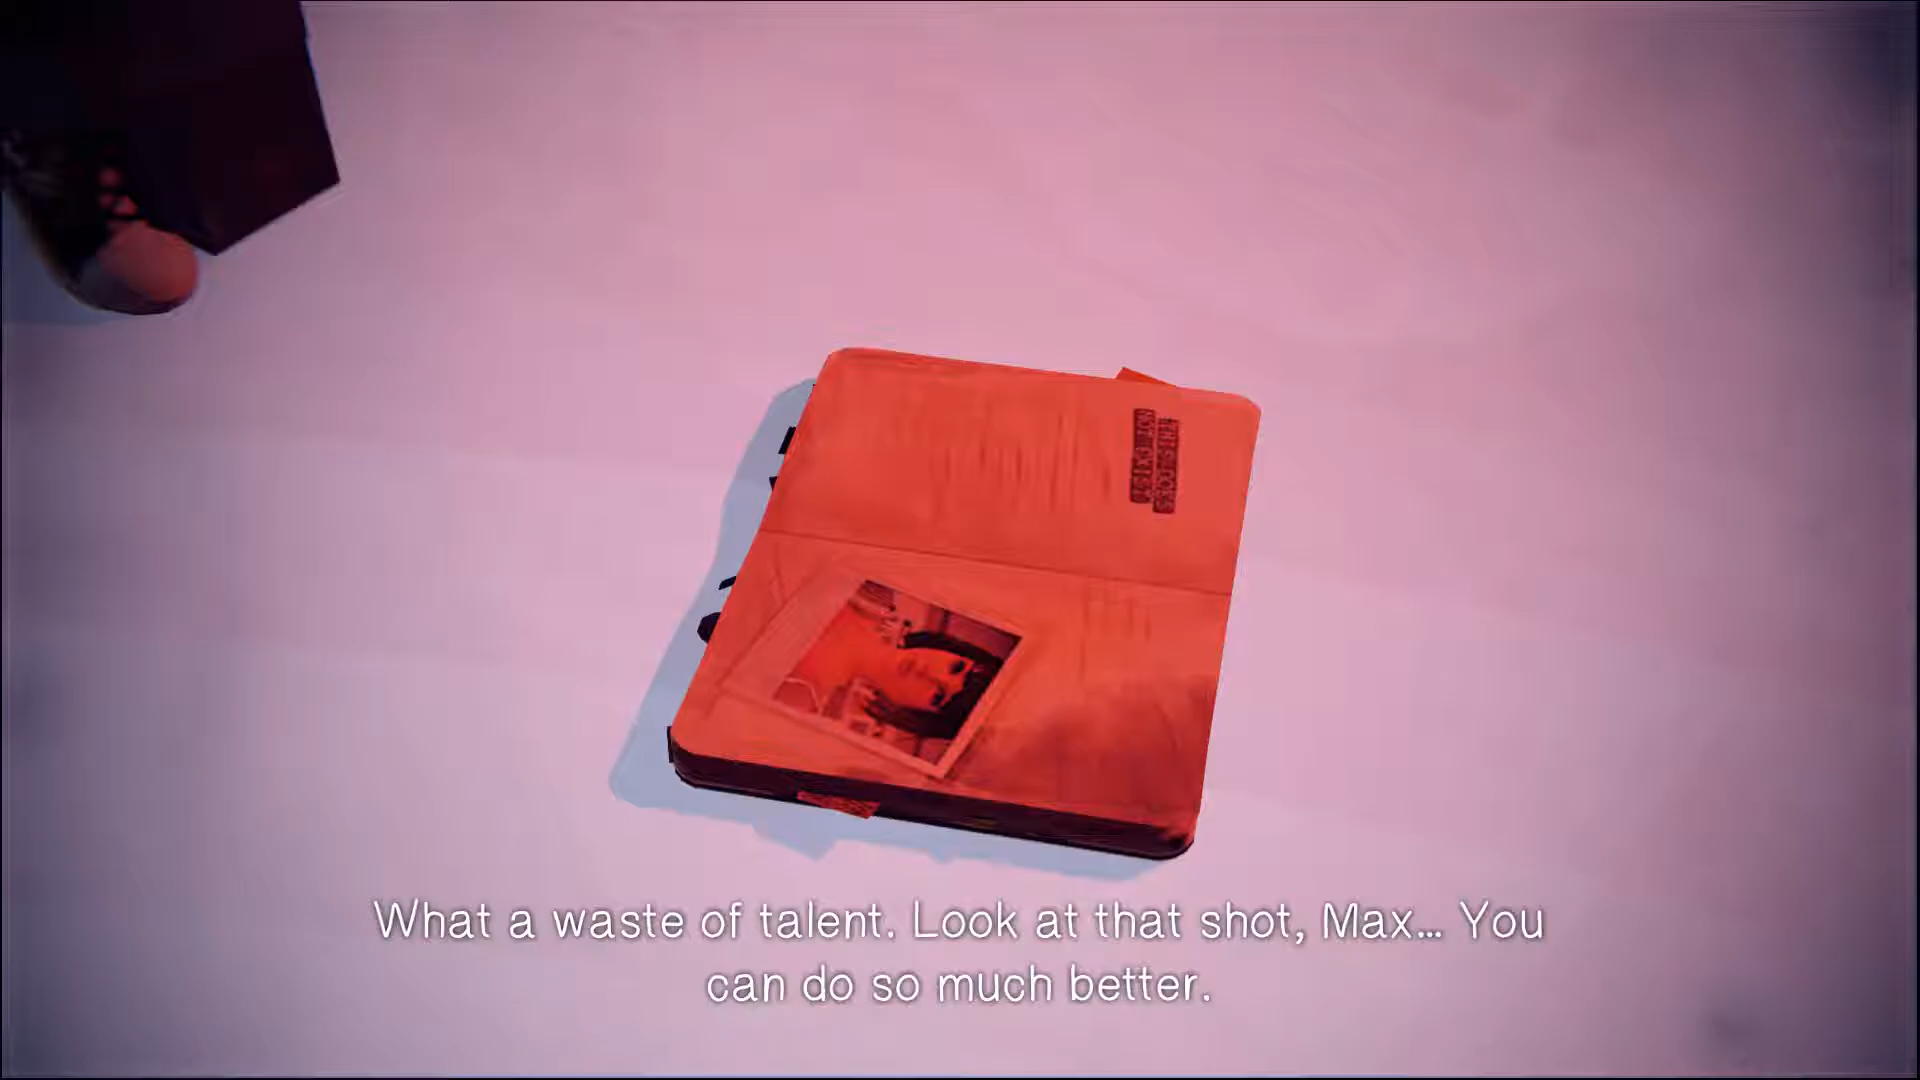 What a waste of talent. Look at that shot, Max... You
can do so much better.